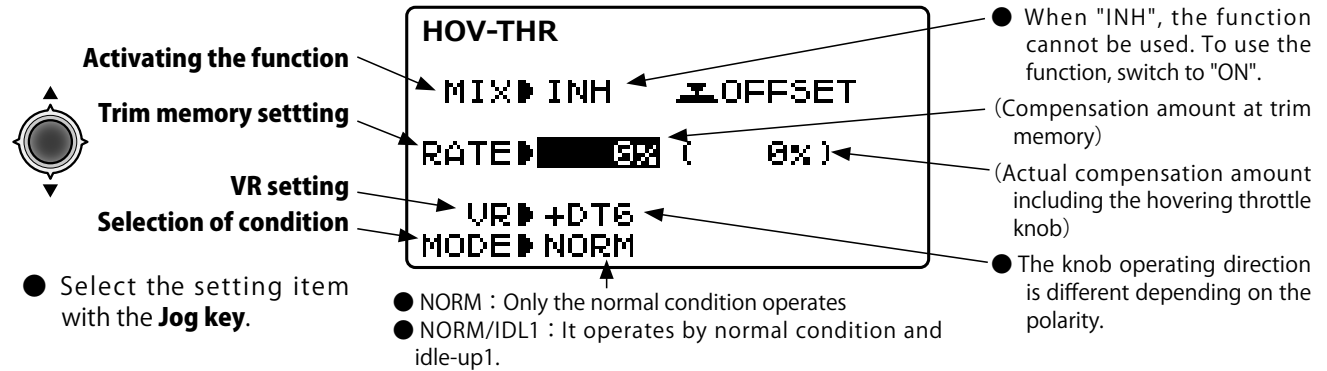 Activating the function
Trim memory settting
VR setting
Selection of condition
● Select the setting item
with the Jog key.
HOV-THR
MIX▶INH OFFSET
RATE▶ 0% ( 0%)
VR▶+DT6
MODE▶NORM
● NORM：Only the normal condition operates
● NORM/IDL1：It operates by normal condition and
idle-up1.
● When "INH", the function
cannot be used. To use the
function, switch to "ON".
（Compensation amount at trim
memory）
（Actual compensation amount
including the hovering throttle
knob）
● The knob operating direction
is different depending on the
polarity.